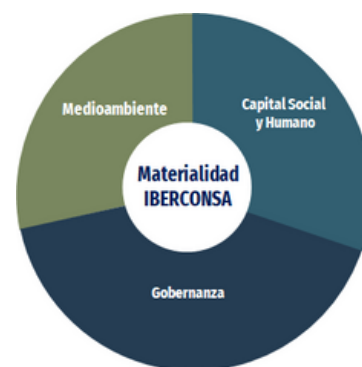 Medioambiente
Capital Social
y Humano
Materialidad
IBERCONSA
Gobernanza